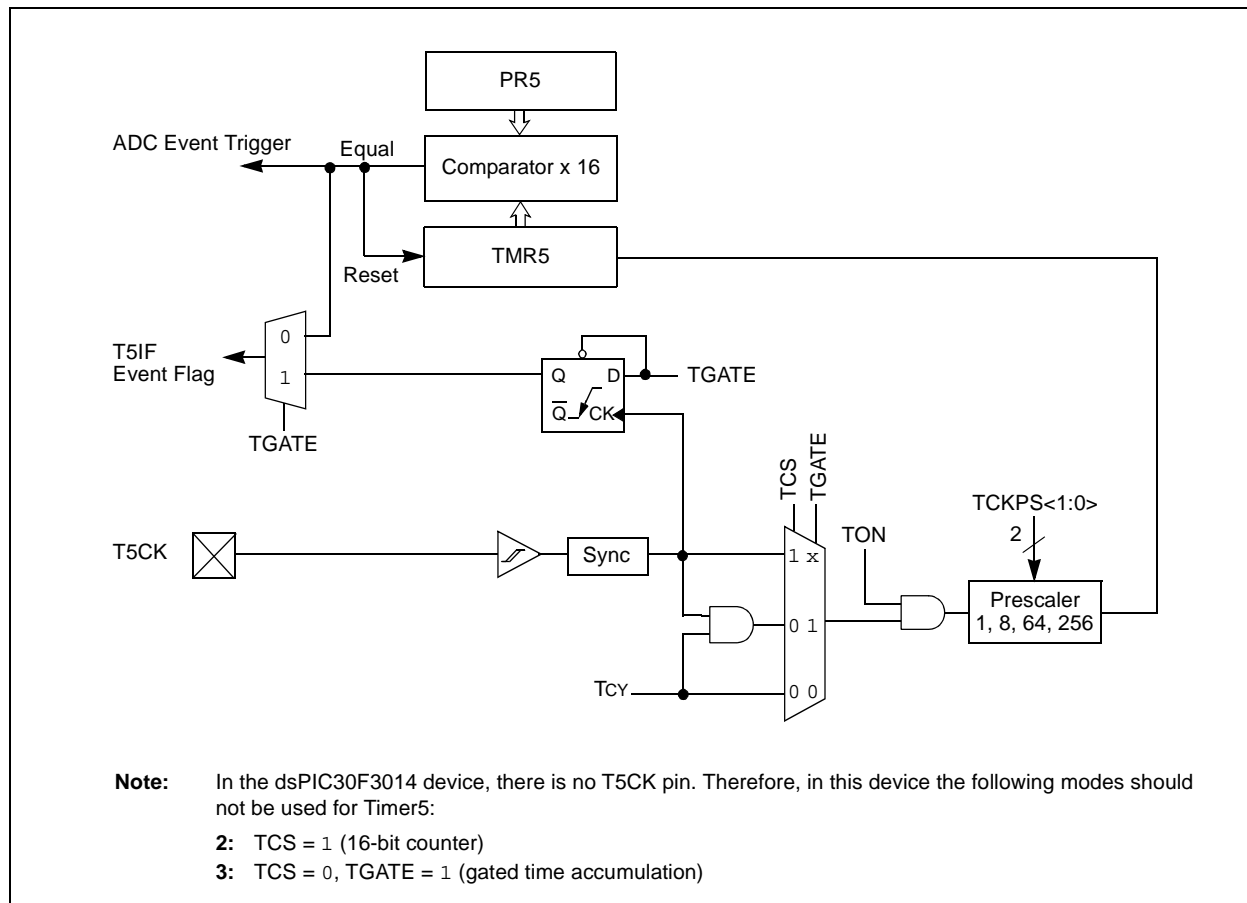 PR5
ADC Event Trigger
Equal
Comparator x 16
TMR5
Reset
0
T5IF
Event Flag
1
Q D
TGATE
Q̅ CK
TGATE
TCS
TGATE
TCKPS<1:0>
2
TON
T5CK
Sync
1 x
Prescaler
1, 8, 64, 256
0 1
TCY
0 0
Note: In the dsPIC30F3014 device, there is no T5CK pin. Therefore, in this device the following modes should
not be used for Timer5:
2: TCS = 1 (16-bit counter)
3: TCS = 0, TGATE = 1 (gated time accumulation)